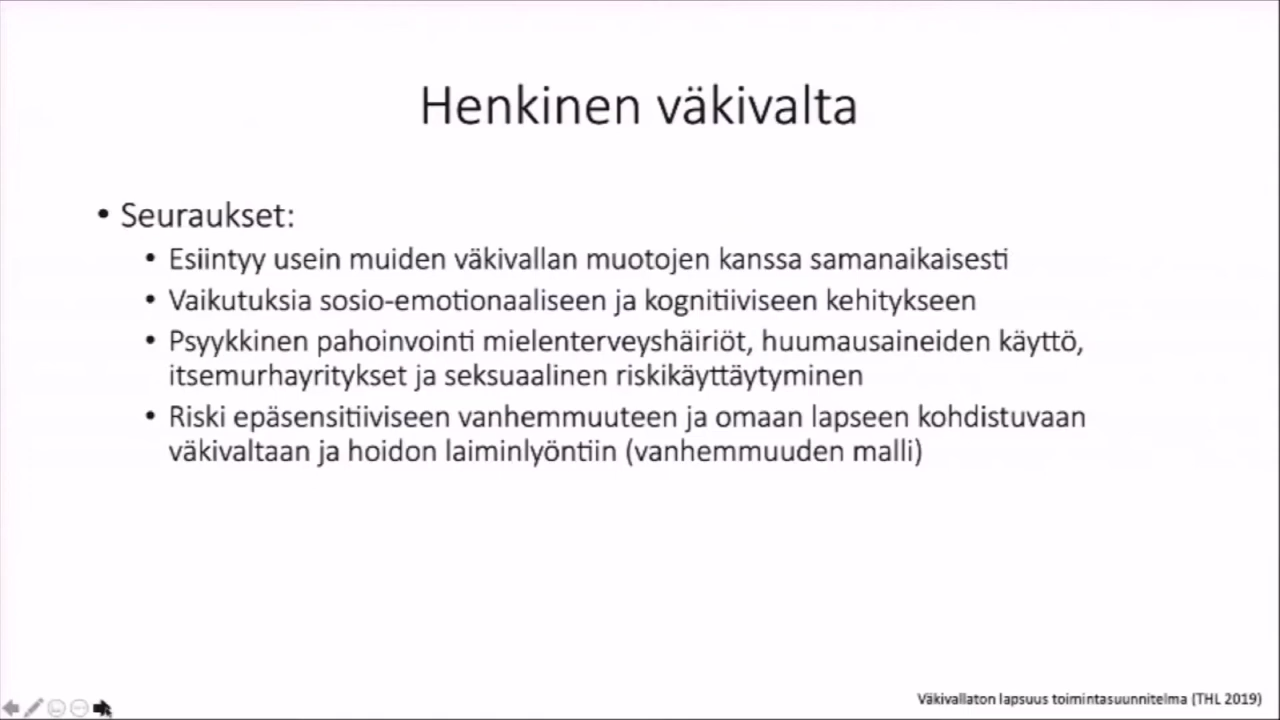 Henkinen väkivalta
• Seuraukset:
• Esiintyy usein muiden väkivallan muotojen kanssa samanaikaisesti
• Vaikutuksia sosio-emotionaaliseen ja kognitiiviseen kehitykseen
• Psyykkinen pahoinvointi mielenterveyshäiriöt, huumausaineiden käyttö,
itsemurhayritykset ja seksuaalinen riskikäyttäytyminen
• Riski epäsensitiiviseen vanhemmuuteen ja omaan lapseen kohdistuvaan
väkivaltaan ja hoidon laiminlyöntiin (vanhemmuuden malli)
Väkivallaton lapsuus toimintasuunnitelma (THL 2019)